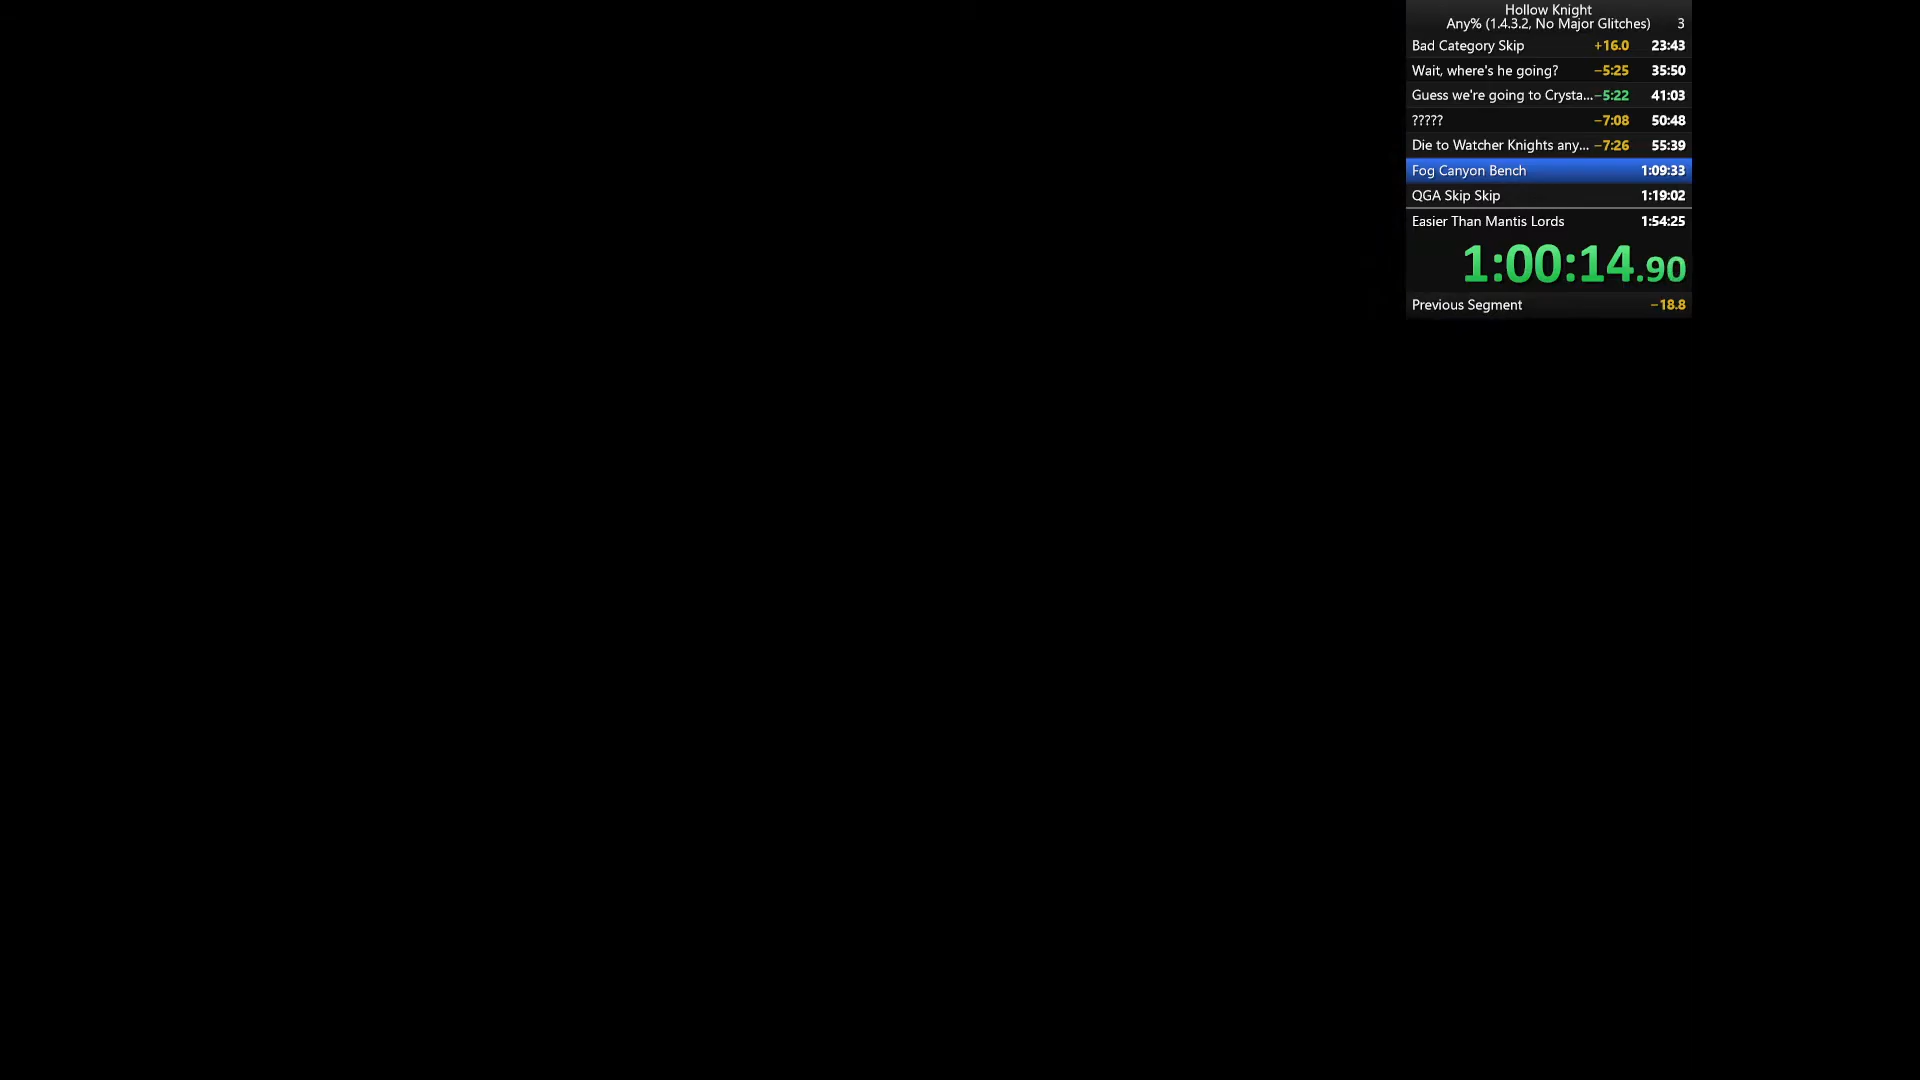 Hollow Knight
Any% (1.4.3.2, No Major Glitches) 3
Bad Category Skip +16.0 23:43
Wait, where's he going? −5:25 35:50
Guess we're going to Crysta... −5:22 41:03
????? −7:08 50:48
Die to Watcher Knights any... −7:26 55:39
Fog Canyon Bench 1:09:33
QGA Skip Skip 1:19:02
Easier Than Mantis Lords 1:54:25
1:00:14.90
Previous Segment −18.8